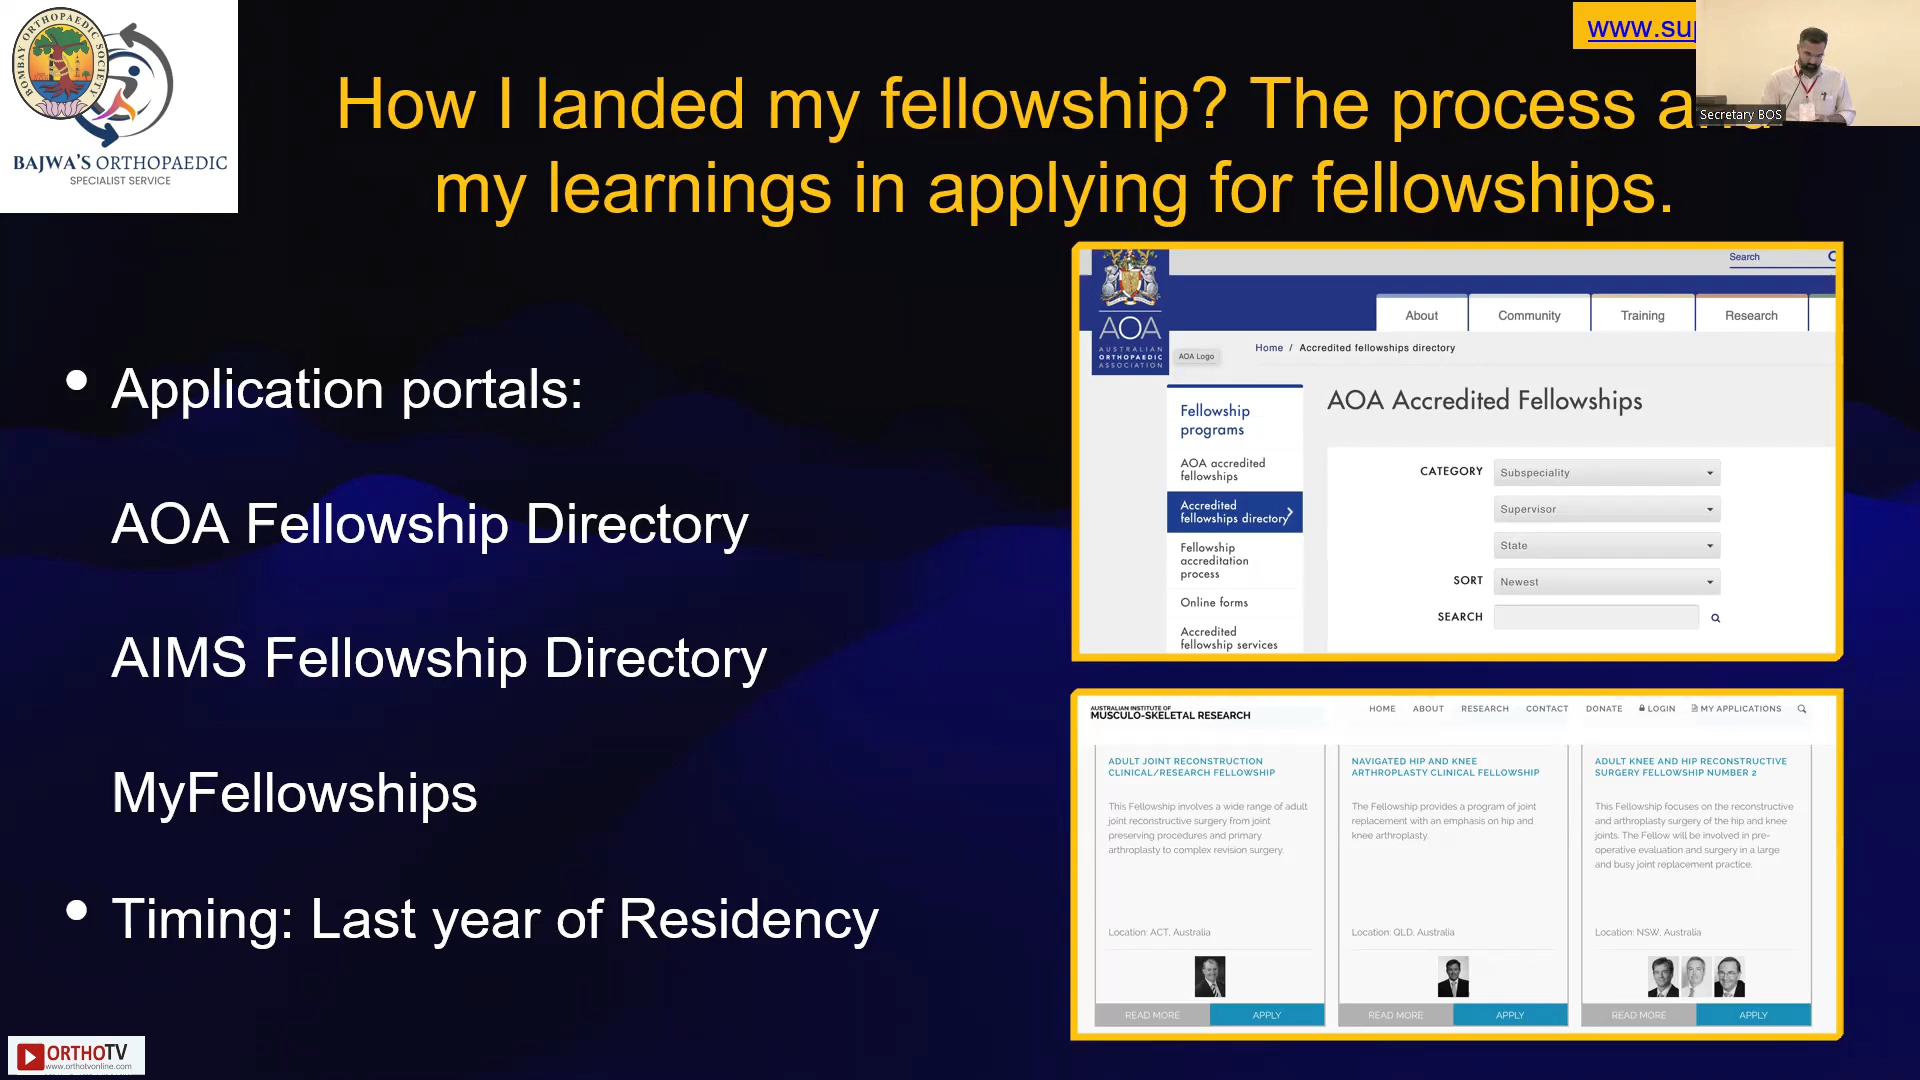 BOMBAY ORTHOPAEDIC SOCIETY
BAJWA'S ORTHOPAEDIC
SPECIALIST SERVICE
Secretary BOS
How I landed my fellowship? The process
my learnings in applying for fellowships.
Application portals:
AOA Fellowship Directory
AIMS Fellowship Directory
MyFellowships
Timing: Last year of Residency
Search
AOA
AUSTRALIAN
ORTHOPAEDIC
ASSOCIATION
About
Community
Training
Research
AOA Logo
Home / Accredited fellowships directory
Fellowship
programs
AOA accredited
fellowships
Accredited
fellowships directory
Fellowship
accreditation
process
Online forms
Accredited
fellowship services
AOA Accredited Fellowships
CATEGORY Subspeciality
Supervisor
State
SORT Newest
SEARCH
AUSTRALIAN INSTITUTE OF
MUSCULO-SKELETAL RESEARCH
HOME ABOUT RESEARCH CONTACT DONATE LOGIN MY APPLICATIONS
ADULT JOINT RECONSTRUCTION
CLINICAL/RESEARCH FELLOWSHIP
This Fellowship involves a wide range of adult
joint reconstructive surgery from joint
preserving procedures and primary
arthroplasty to complex revision surgery.
Location: ACT, Australia
READ MORE APPLY
NAVIGATED HIP AND KNEE
ARTHROPLASTY CLINICAL FELLOWSHIP
The Fellowship provides a program of joint
replacement with an emphasis on hip and
knee arthroplasty.
Location: QLD, Australia
READ MORE APPLY
ADULT KNEE AND HIP RECONSTRUCTIVE
SURGERY FELLOWSHIP NUMBER 2
This Fellowship focuses on the reconstructive
and arthroplasty surgery of the hip and knee
joints. The Fellow will be involved in pre-
operative evaluation and surgery in a large
and busy joint replacement practice.
Location: NSW, Australia
READ MORE APPLY
ORTHOTV
www.orthotvonline.com